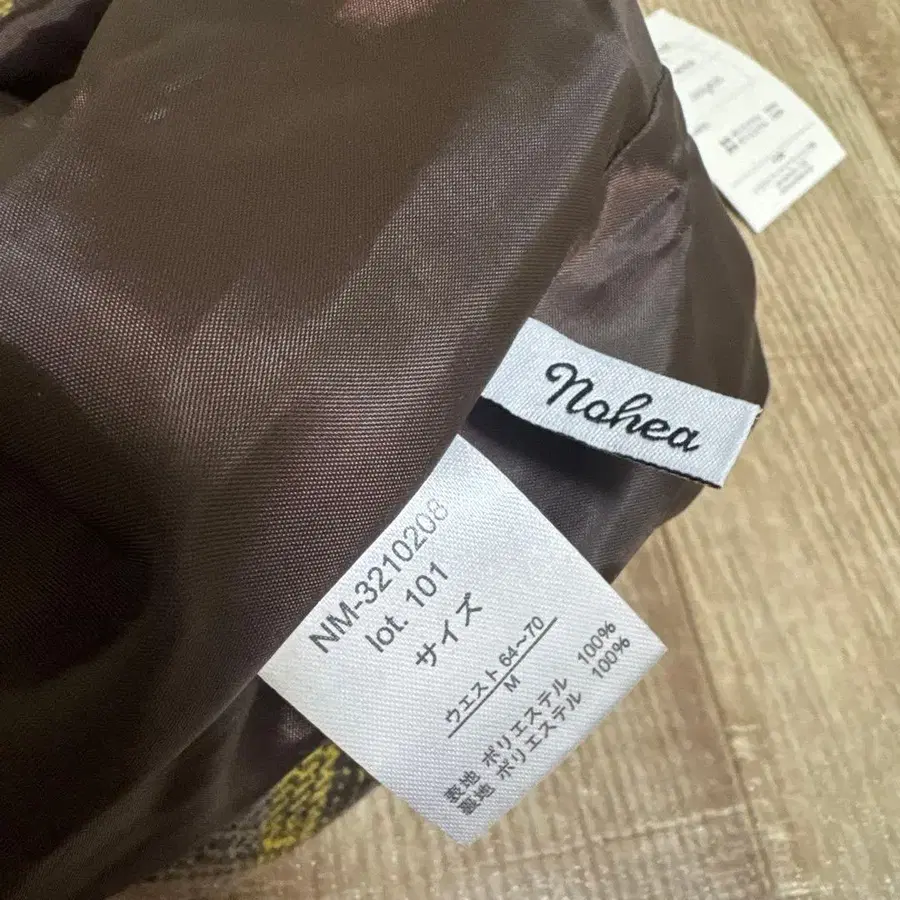 Nohea
NM-3210208
lot. 101
サイズ
ウエスト 64〜70
M
表地 ポリエステル 100%
裏地 ポリエステル 100%